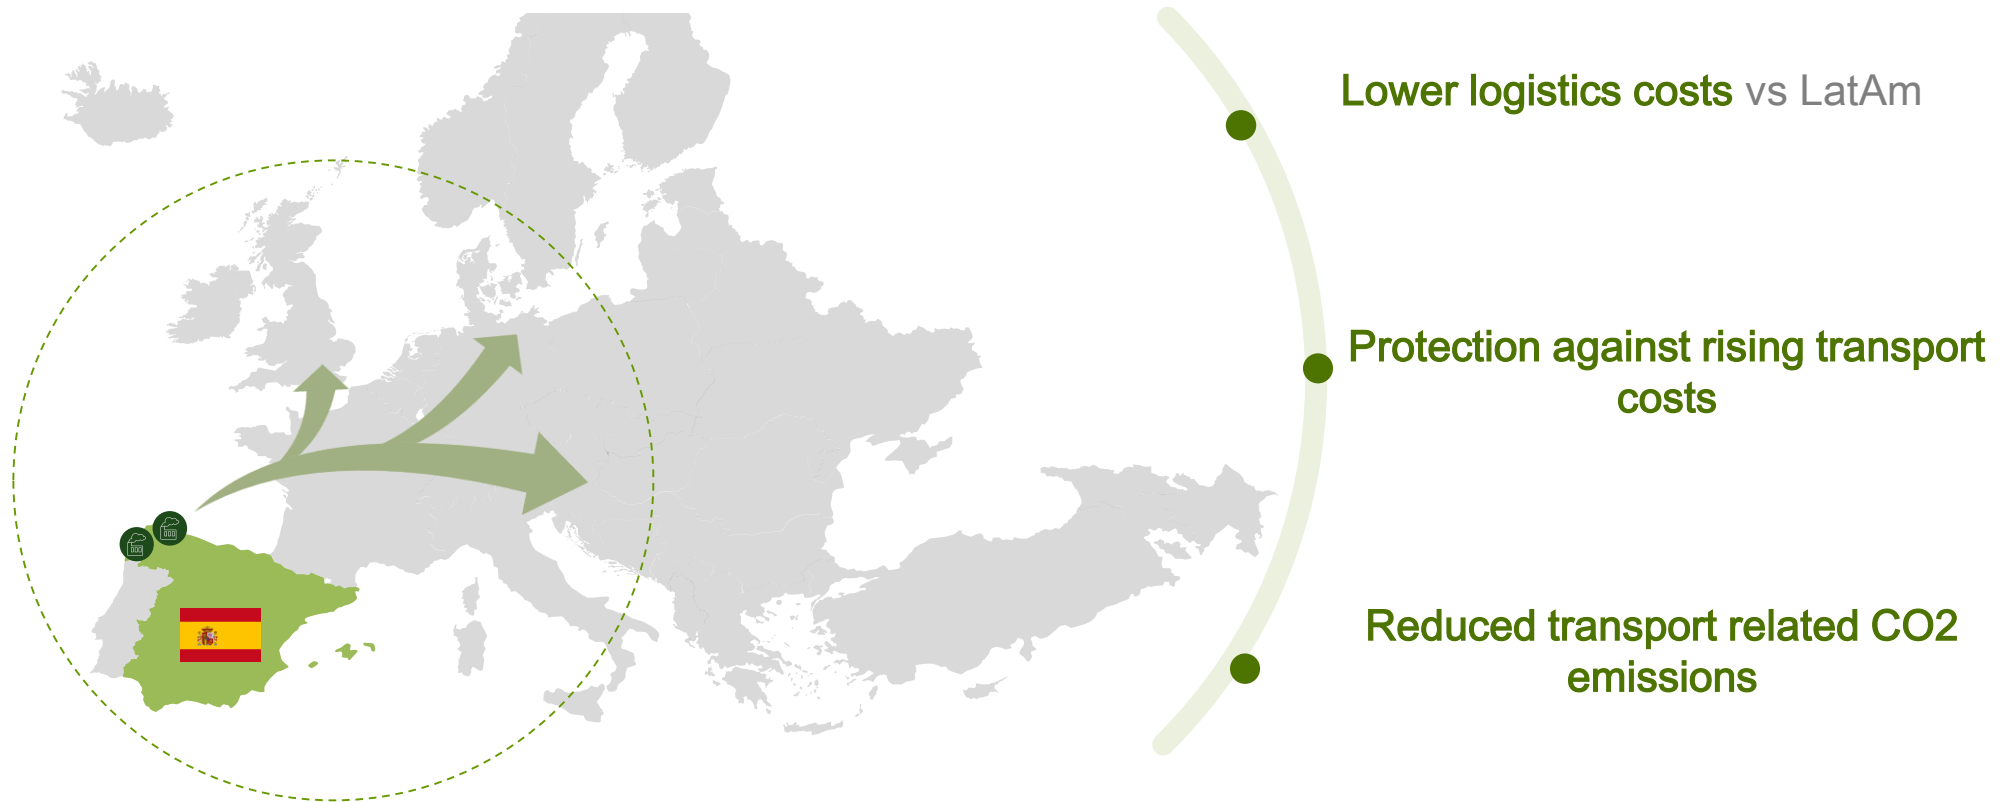 Lower logistics costs vs LatAm
Protection against rising transport
costs
Reduced transport related CO2
emissions